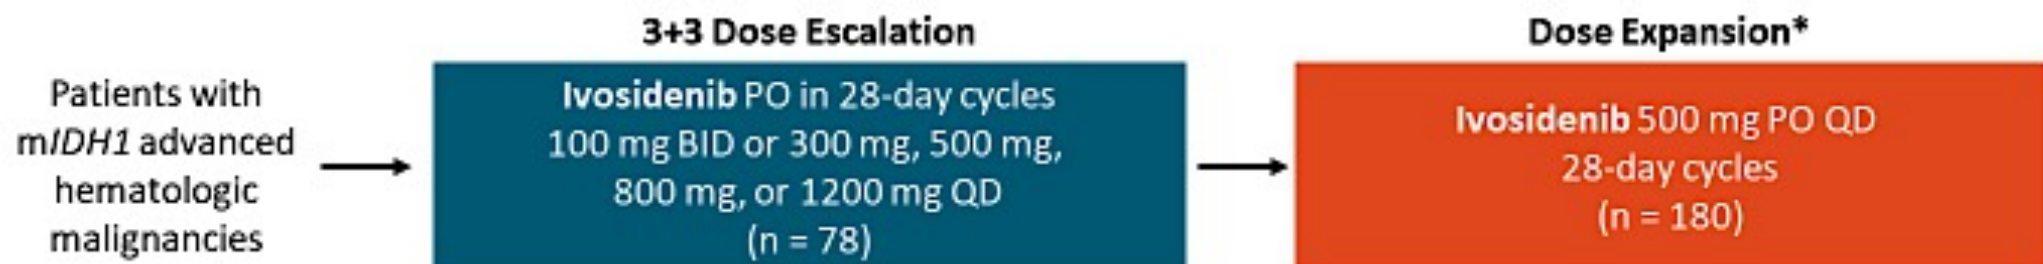 Patients with
mIDH1 advanced
hematologic
malignancies
3+3 Dose Escalation
Ivosidenib PO in 28-day cycles
100 mg BID or 300 mg, 500 mg,
800 mg, or 1200 mg QD
(n = 78)
Dose Expansion*
Ivosidenib 500 mg PO QD
28-day cycles
(n = 180)